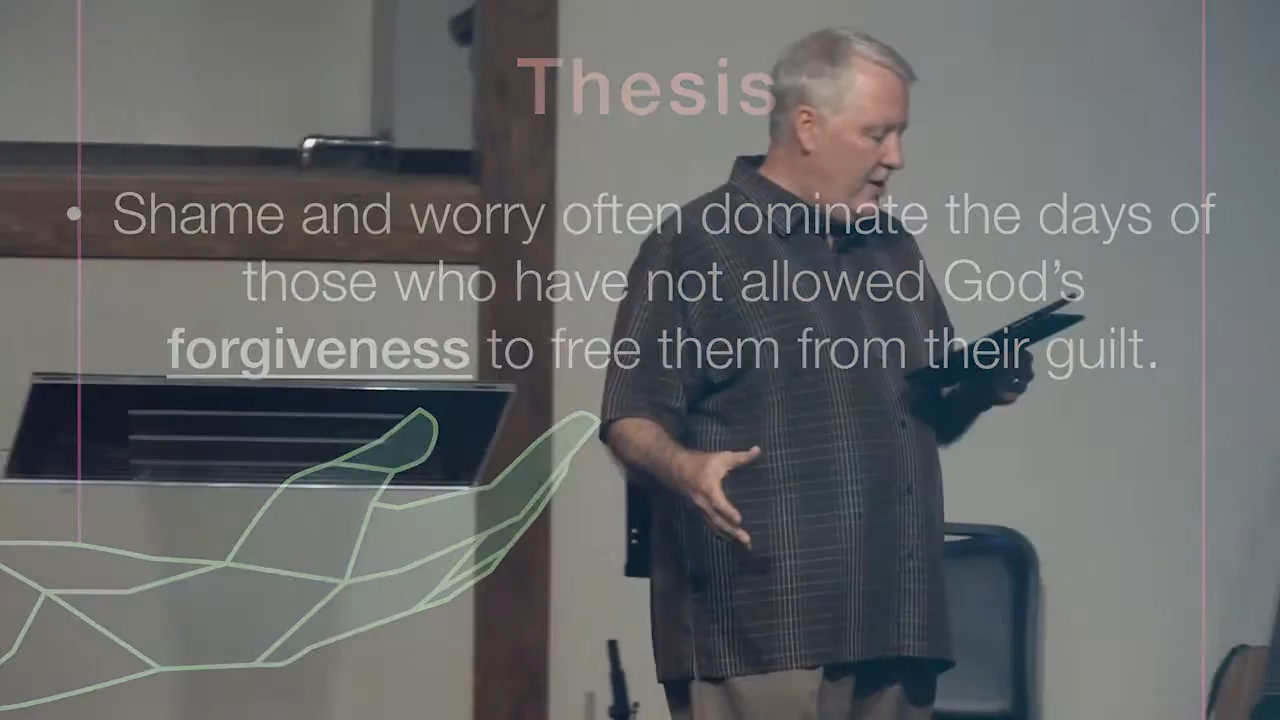 Thesis
• Shame and worry often dominate the days of
those who have not allowed God’s
forgiveness to free them from their guilt.